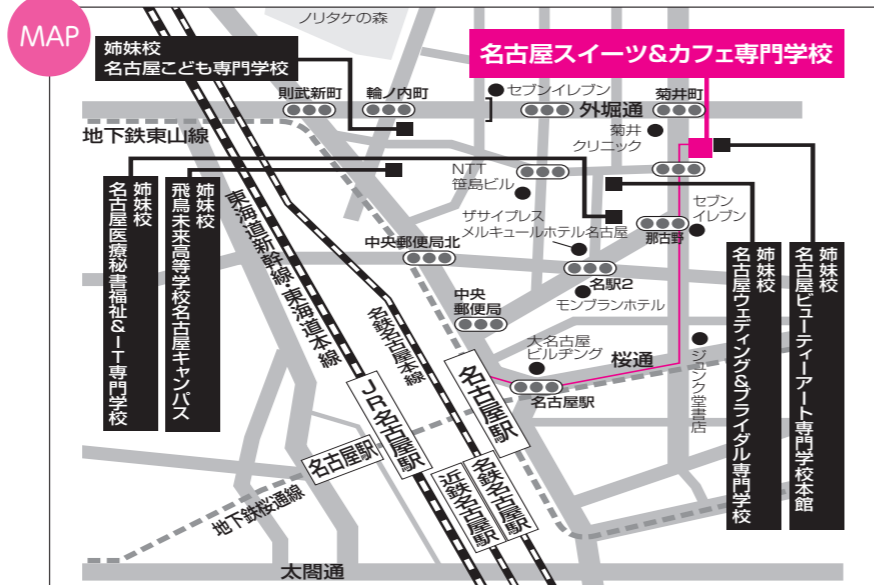 MAP
ノリタケの森
姉妹校
名古屋こども専門学校
名古屋スイーツ&カフェ専門学校
則武新町
輪ノ内町
セブンイレブン
外堀通
菊井町
菊井
クリニック
地下鉄東山線
NTT
笹島ビル
ザサイプレス
メルキュールホテル名古屋
セブン
イレブン
那古野
中央郵便局北
名駅2
モンブランホテル
中央
郵便局
大名古屋
ビルヂング
桜通
名古屋駅
ジュンク堂書店
姉妹校
名古屋医療秘書福祉&IT専門学校
姉妹校
飛鳥未来高等学校名古屋キャンパス
東海道新幹線・東海道本線
名鉄名古屋本線
姉妹校
名古屋ウェディング&ブライダル専門学校
姉妹校
名古屋ビューティーアート専門学校本館
JR名古屋駅
名古屋駅
名古屋駅
近鉄名古屋駅
名鉄名古屋駅
地下鉄桜通線
太閤通